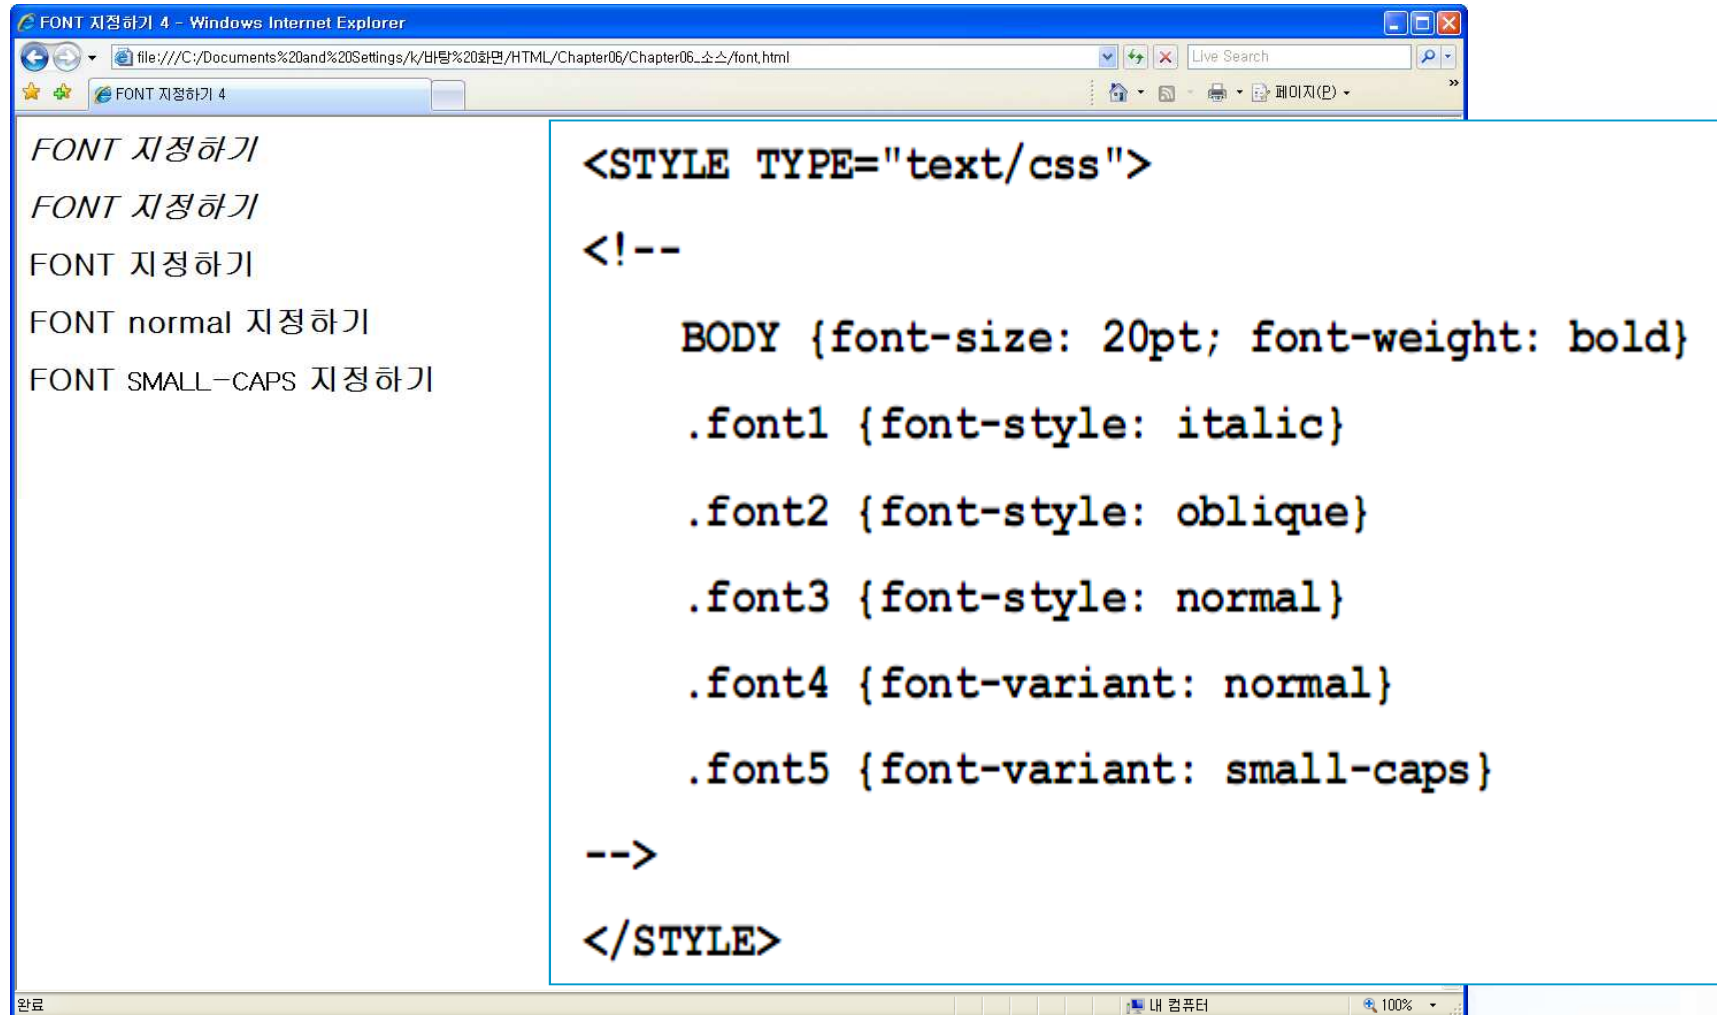 FONT 지정하기 4 - Windows Internet Explorer
file:///C:/Documents%20and%20Settings/k/바탕%20화면/HTML/Chapter06/Chapter06_소스/font.html
Live Search
FONT 지정하기 4
페이지(P)
FONT 지정하기
FONT 지정하기
FONT 지정하기
FONT normal 지정하기
FONT SMALL-CAPS 지정하기
<STYLE TYPE="text/css">
<!--
BODY {font-size: 20pt; font-weight: bold}
.font1 {font-style: italic}
.font2 {font-style: oblique}
.font3 {font-style: normal}
.font4 {font-variant: normal}
.font5 {font-variant: small-caps}
-->
</STYLE>
완료
내 컴퓨터
100%